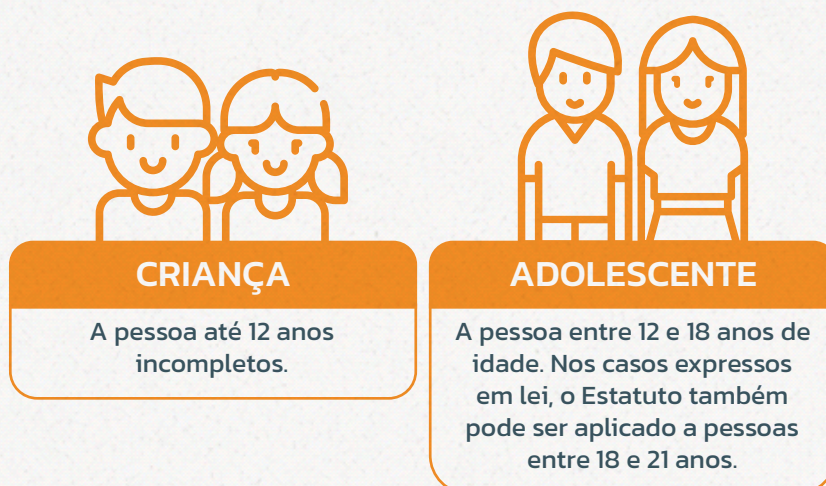 CRIANÇA
A pessoa até 12 anos
incompletos.
ADOLESCENTE
A pessoa entre 12 e 18 anos de
idade. Nos casos expressos
em lei, o Estatuto também
pode ser aplicado a pessoas
entre 18 e 21 anos.